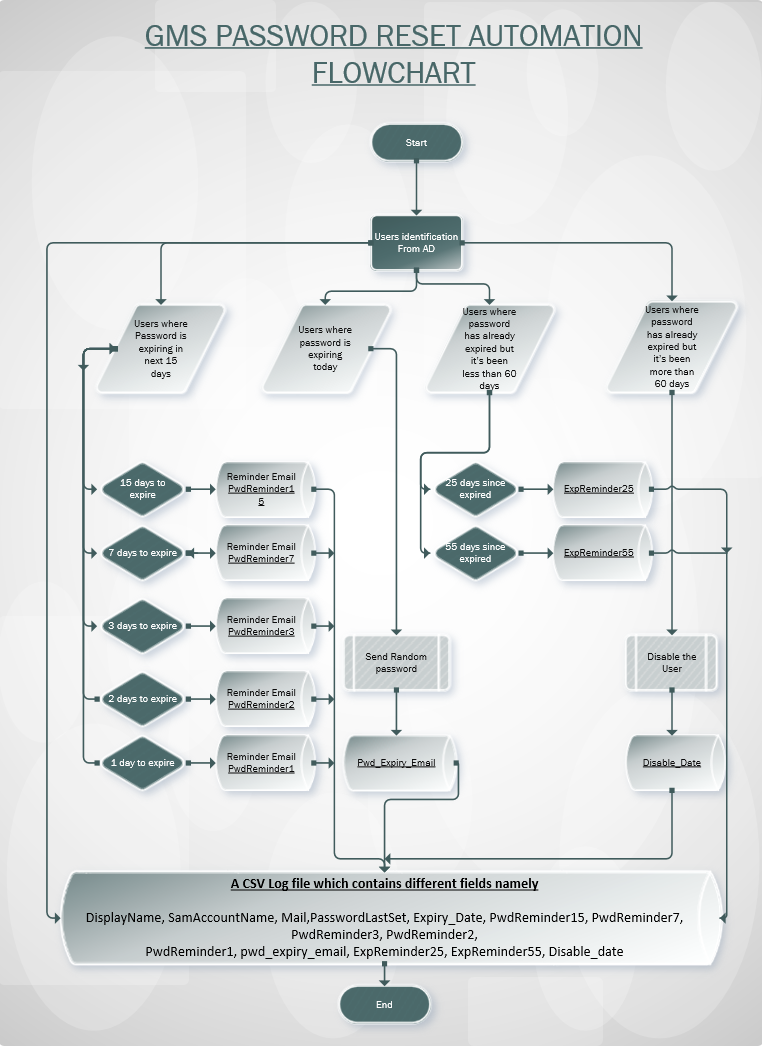 GMS PASSWORD RESET AUTOMATION
FLOWCHART
Start
Users identification
From AD
Users where
Password is
expiring in
next 15
days
Users where
password is
expiring
today
Users where
password
has already
expired but
it's been
less than 60
days
Users where
password
has already
expired but
it's been
more than
60 days
15 days to
expire
Reminder Email
PwdReminder1
5
25 days since
expired
ExpReminder25
7 days to expire
Reminder Email
PwdReminder7
55 days since
expired
ExpReminder55
3 days to expire
Reminder Email
PwdReminder3
Send Random
password
Disable the
User
2 days to expire
Reminder Email
PwdReminder2
1 day to expire
Reminder Email
PwdReminder1
Pwd_Expiry_Email
Disable_Date
A CSV Log file which contains different fields namely
DisplayName, SamAccountName, Mail,PasswordLastSet, Expiry_Date, PwdReminder15, PwdReminder7,
PwdReminder3, PwdReminder2,
PwdReminder1, pwd_expiry_email, ExpReminder25, ExpReminder55, Disable_date
End